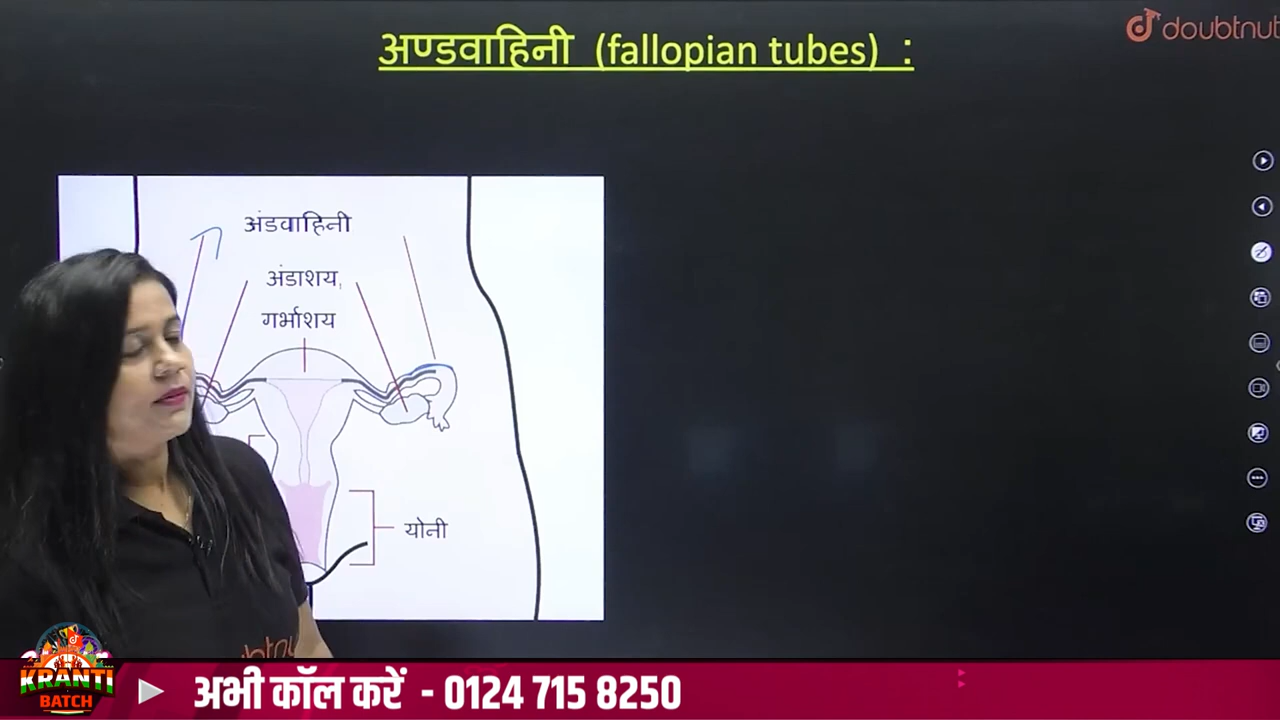 अण्डवाहिनी (fallopian tubes) :
doubtnut
अंडवाहिनी
अंडाशय,
गर्भाशय
योनी
KRANTI
BATCH
अभी कॉल करें - 0124 715 8250